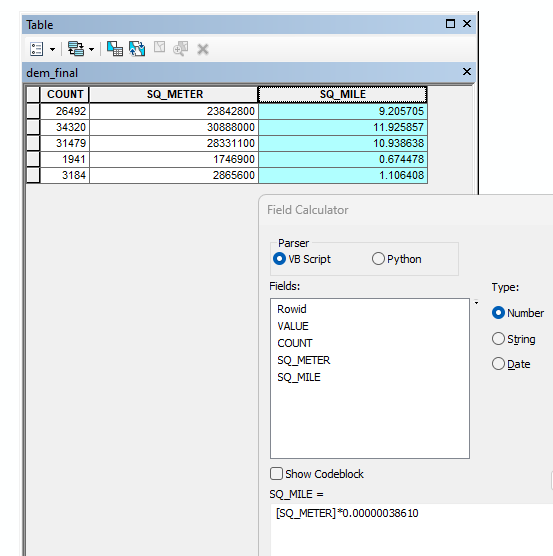 Table
dem_final
COUNT SQ_METER SQ_MILE
26492 23842800 9.205705
34320 30888000 11.925857
31479 28331100 10.938638
1941 1746900 0.674478
3184 2865600 1.106408
Field Calculator
Parser
VB Script Python
Fields: Type:
Rowid
VALUE
COUNT
SQ_METER
SQ_MILE
Number
String
Date
Show Codeblock
SQ_MILE =
[SQ_METER]*0.00000038610